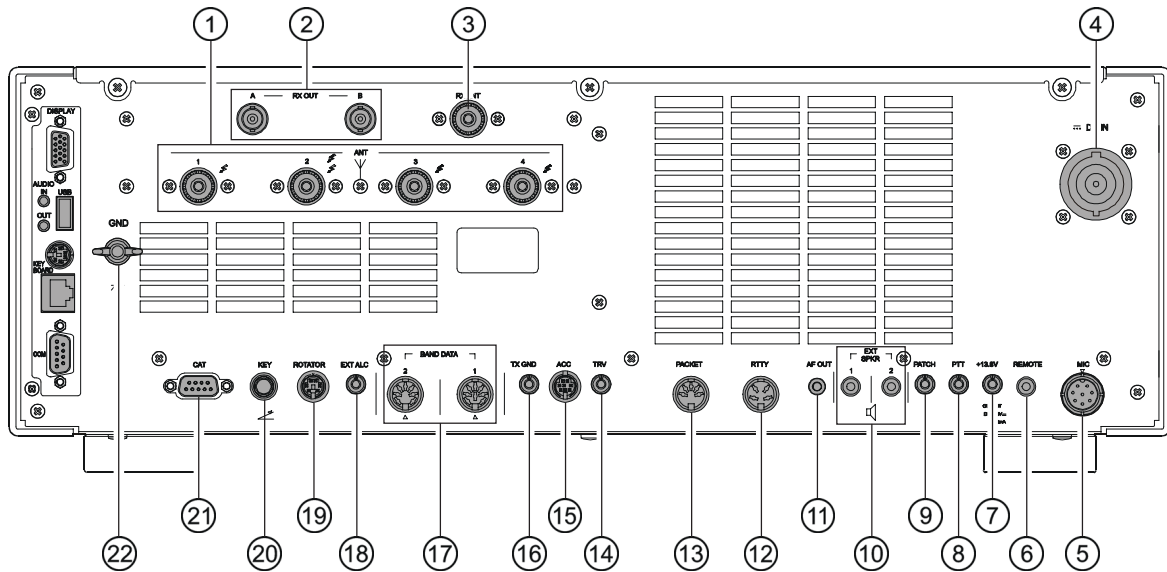 1 2 3 4
A RX OUT B
DISPLAY
ANT
1 2 3 4
AUDIO
IN USB
OUT
GND
KEY
BOARD
COM
CAT KEY ROTATOR EXT ALC
BAND DATA
2 1
TX GND ACC TRV
PACKET RTTY AF OUT
EXT
SPKR
1 2
PATCH PTT +13.8V REMOTE MIC
22 21 20 19 18 17 16 15 14 13 12 11 10 9 8 7 6 5